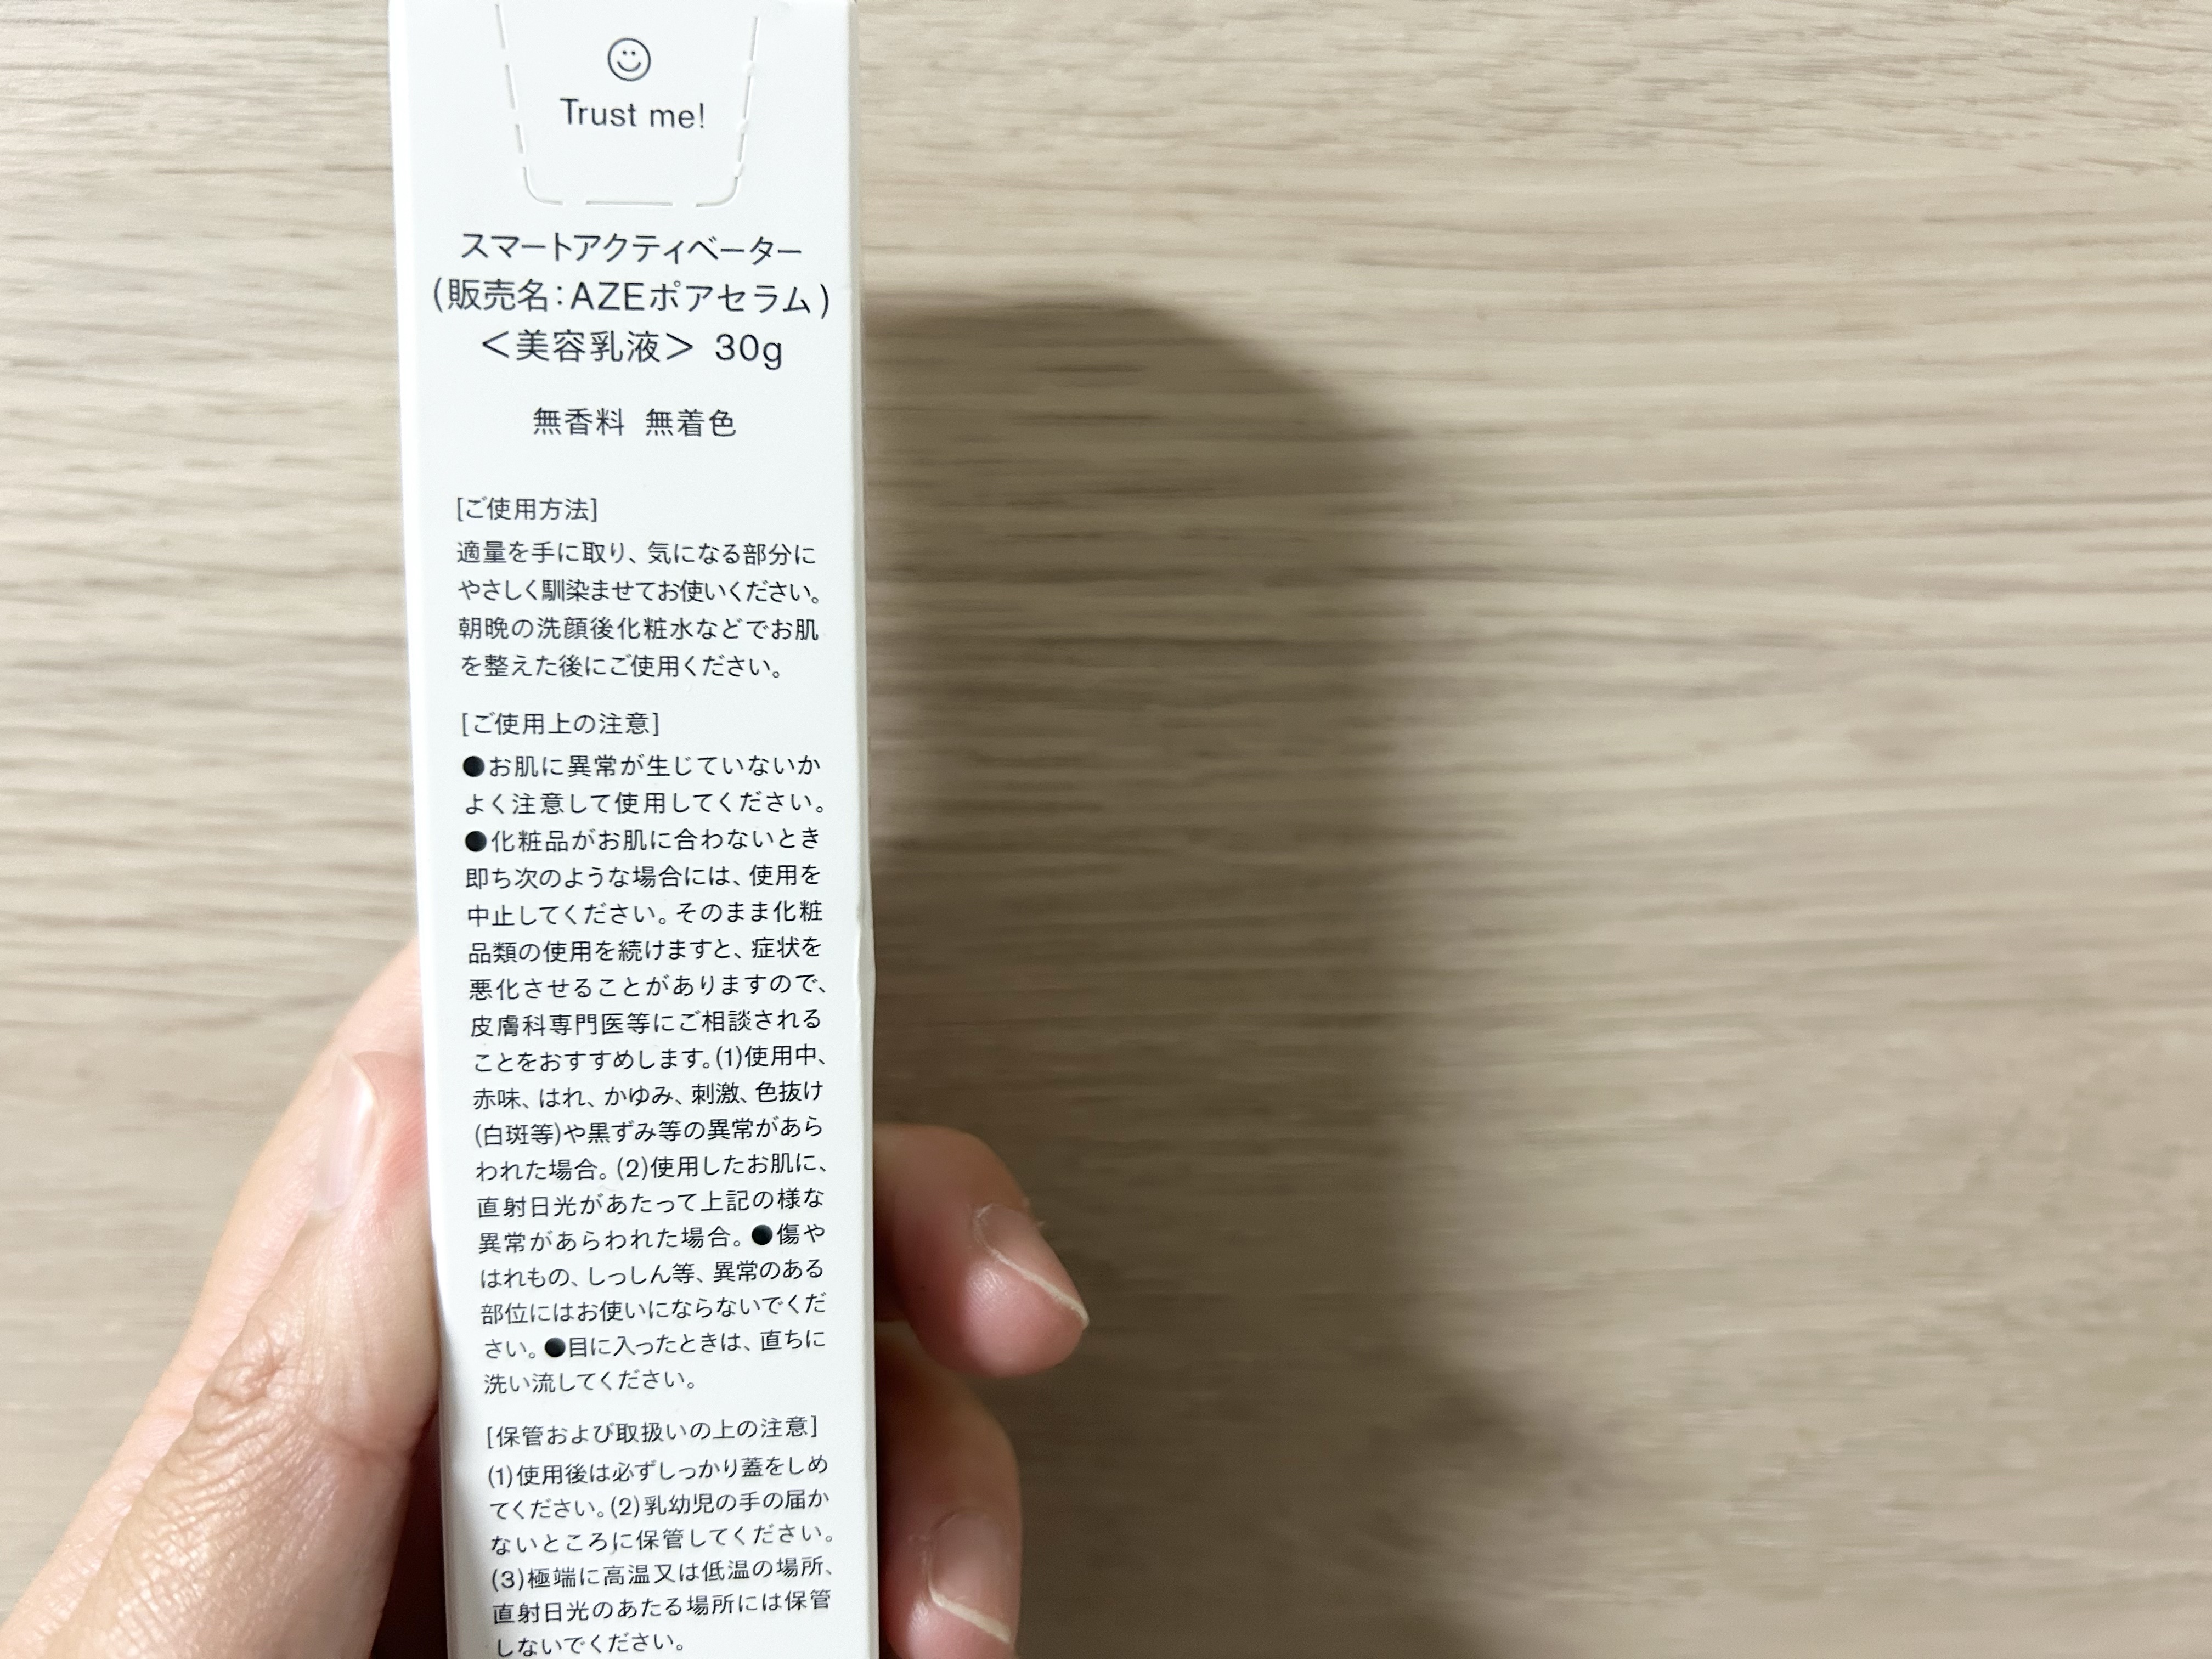 Trust me!
スマートアクティベーター
(販売名:AZEポアセラム)
<美容乳液> 30g
無香料 無着色
[ご使用方法]
適量を手に取り、気になる部分に
やさしく馴染ませてお使いください。
朝晩の洗顔後化粧水などでお肌
を整えた後にご使用ください。
[ご使用上の注意]
●お肌に異常が生じていないか
よく注意して使用してください。
●化粧品がお肌に合わないとき
即ち次のような場合には、使用を
中止してください。そのまま化粧
品類の使用を続けますと、症状を
悪化させることがありますので、
皮膚科専門医等にご相談される
ことをおすすめします。(1)使用中、
赤味、はれ、かゆみ、刺激、色抜け
(白斑等)や黒ずみ等の異常があら
われた場合。(2)使用したお肌に、
直射日光があたって上記の様な
異常があらわれた場合。●傷や
はれもの、しっしん等、異常のある
部位にはお使いにならないでくだ
さい。●目に入ったときは、直ちに
洗い流してください。
[保管および取扱いの上の注意]
(1)使用後は必ずしっかり蓋をしめ
てください。(2)乳幼児の手の届か
ないところに保管してください。
(3)極端に高温又は低温の場所、
直射日光のあたる場所には保管
しないでください。